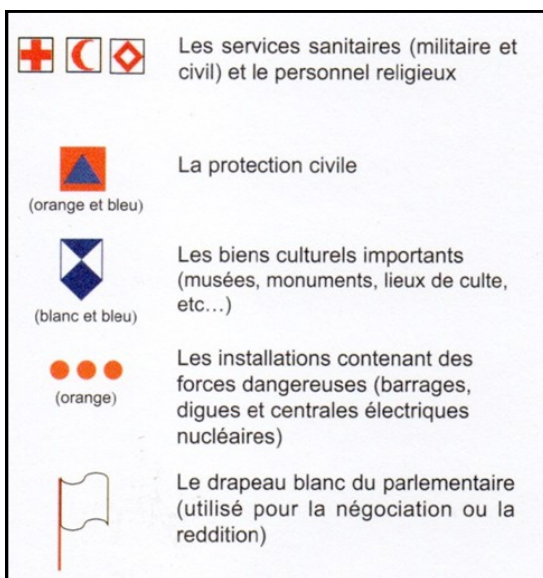 Les services sanitaires (militaire et
civil) et le personnel religieux
La protection civile
(orange et bleu)
Les biens culturels importants
(musées, monuments, lieux de culte,
etc...)
(blanc et bleu)
Les installations contenant des
forces dangereuses (barrages,
digues et centrales électriques
nucléaires)
(orange)
Le drapeau blanc du parlementaire
(utilisé pour la négociation ou la
reddition)